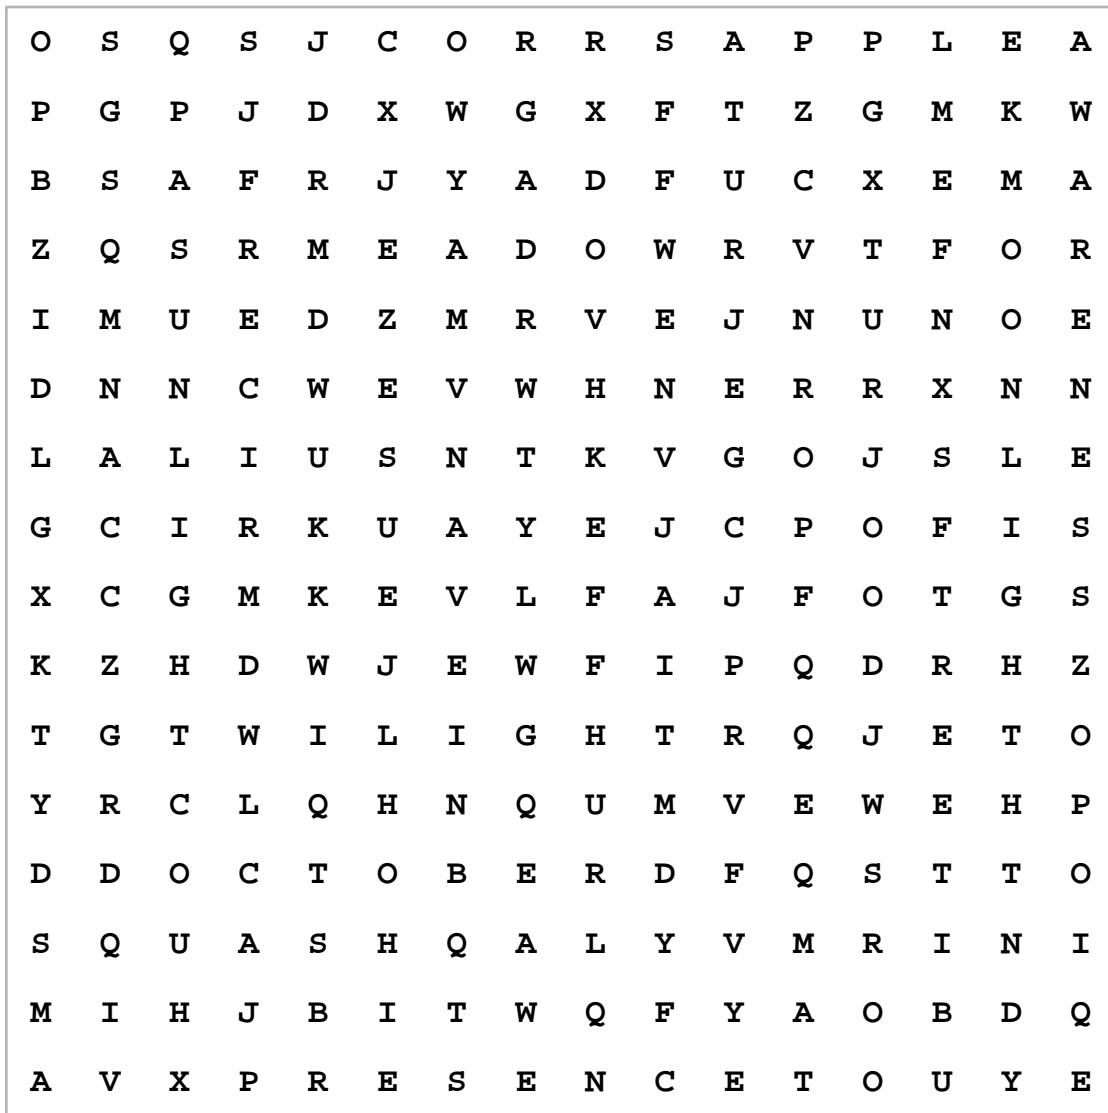 O S Q S J C O R R S A P P L E A
P G P J D X W G X F T Z G M K W
B S A F R J Y A D F U C X E M A
Z Q S R M E A D O W R V T F O R
I M U E D Z M R V E J N U N O E
D N N C W E V W H N E R R X N N
L A L I U S N T K V G O J S L E
G C I R K U A Y E J C P O F I S
X C G M K E V L F A J F O T G S
K Z H D W J E W F I P Q D R H Z
T G T W I L I G H T R Q J E T O
Y R C L Q H N Q U M V E W E H P
D D O C T O B E R D F Q S T T O
S Q U A S H Q A L Y V M R I N I
M I H J B I T W Q F Y A O B D Q
A V X P R E S E N C E T O U Y E